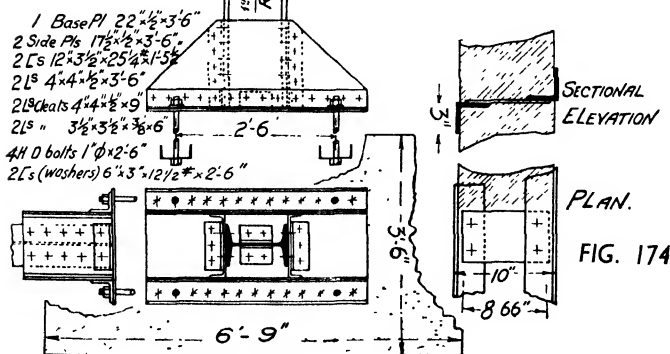 1 Base Pl 22"×½"×3'-6"
2 Side Pls 17½"×½"×3'-6"
2 [s 12"×3½"×25¼#×1'-5½"
2 Ls 4"×4"×½"×3'-6"
2 Ls Cleats 4"×4"×½"×9"
2 Ls " 3½"×3½"×⅜"×6"
4 H D bolts 1"ϕ×2'-6"
2 [s (washers) 6"×3"×12½#×2'-6"
2'-6
3"
SECTIONAL
ELEVATION
3'-6"
PLAN.
FIG. 174
10"
8 66"
6'-9"